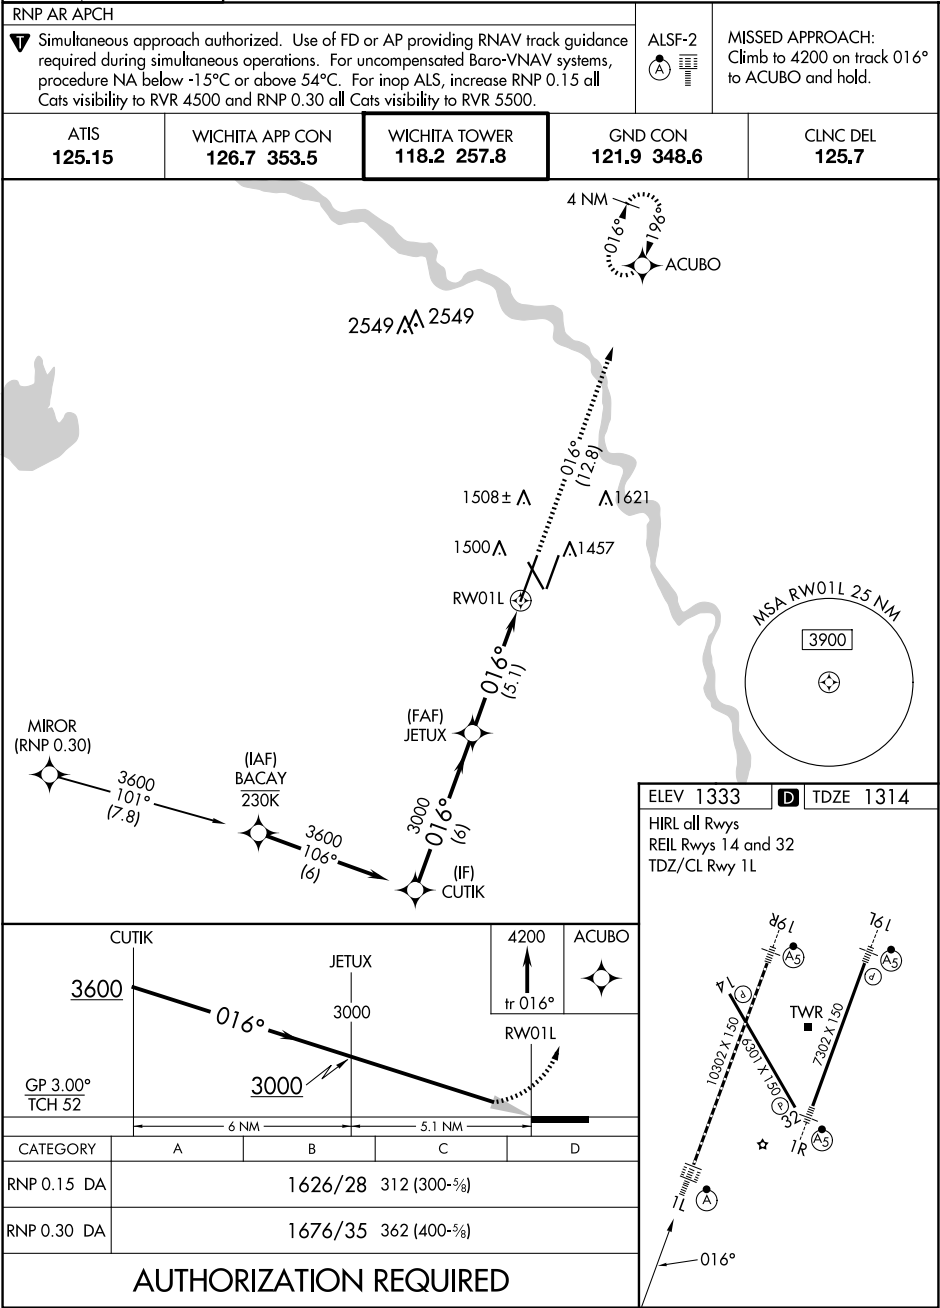 RNP AR APCH
T
Simultaneous approach authorized. Use of FD or AP providing RNAV track guidance
required during simultaneous operations. For uncompensated Baro-VNAV systems,
procedure NA below -15°C or above 54°C. For inop ALS, increase RNP 0.15 all
Cats visibility to RVR 4500 and RNP 0.30 all Cats visibility to RVR 5500.
ALSF-2
A
MISSED APPROACH:
Climb to 4200 on track 016°
to ACUBO and hold.
ATIS
125.15
WICHITA APP CON
126.7 353.5
WICHITA TOWER
118.2 257.8
GND CON
121.9 348.6
CLNC DEL
125.7
4 NM
016°
196°
ACUBO
2549
2549
016°
(12.8)
1508±
1621
1500
1457
RW01L
MSA RW01L 25 NM
3900
016°
(5.1)
(FAF)
JETUX
MIROR
(RNP 0.30)
3600
101°
(7.8)
(IAF)
BACAY
230K
3600
106°
(6)
3000
016°
(6)
(IF)
CUTIK
ELEV 1333
D
TDZE 1314
HIRL all Rwys
REIL Rwys 14 and 32
TDZ/CL Rwy 1L
19R
19L
A5
A5
P
14
P
TWR
10302 X 150
6301 X 150
7302 X 150
P
32
1R
A5
1L
A
016°
CUTIK
JETUX
4200
tr 016°
ACUBO
3600
016°
3000
3000
RW01L
GP 3.00°
TCH 52
6 NM
5.1 NM
CATEGORY A B C D
RNP 0.15 DA 1626/28 312 (300-⅝)
RNP 0.30 DA 1676/35 362 (400-⅝)
AUTHORIZATION REQUIRED